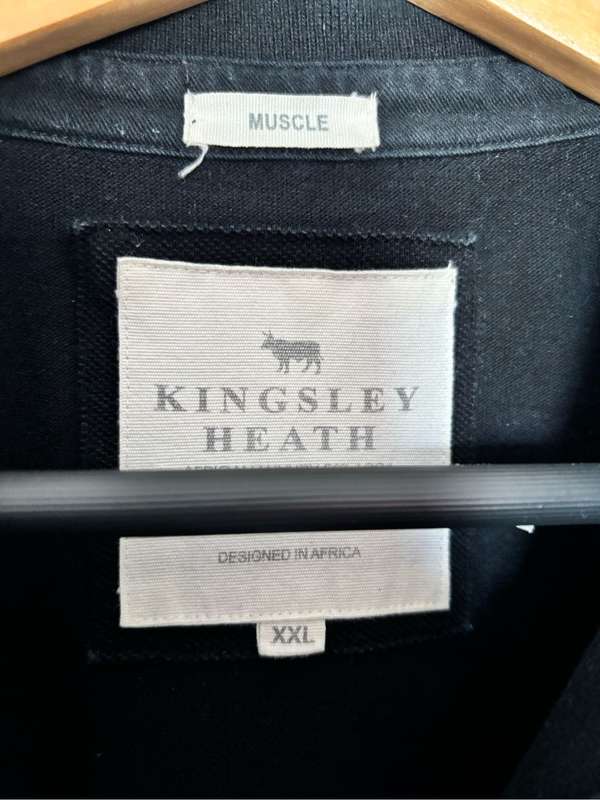 MUSCLE
KINGSLEY
HEATH
DESIGNED IN AFRICA
XXL